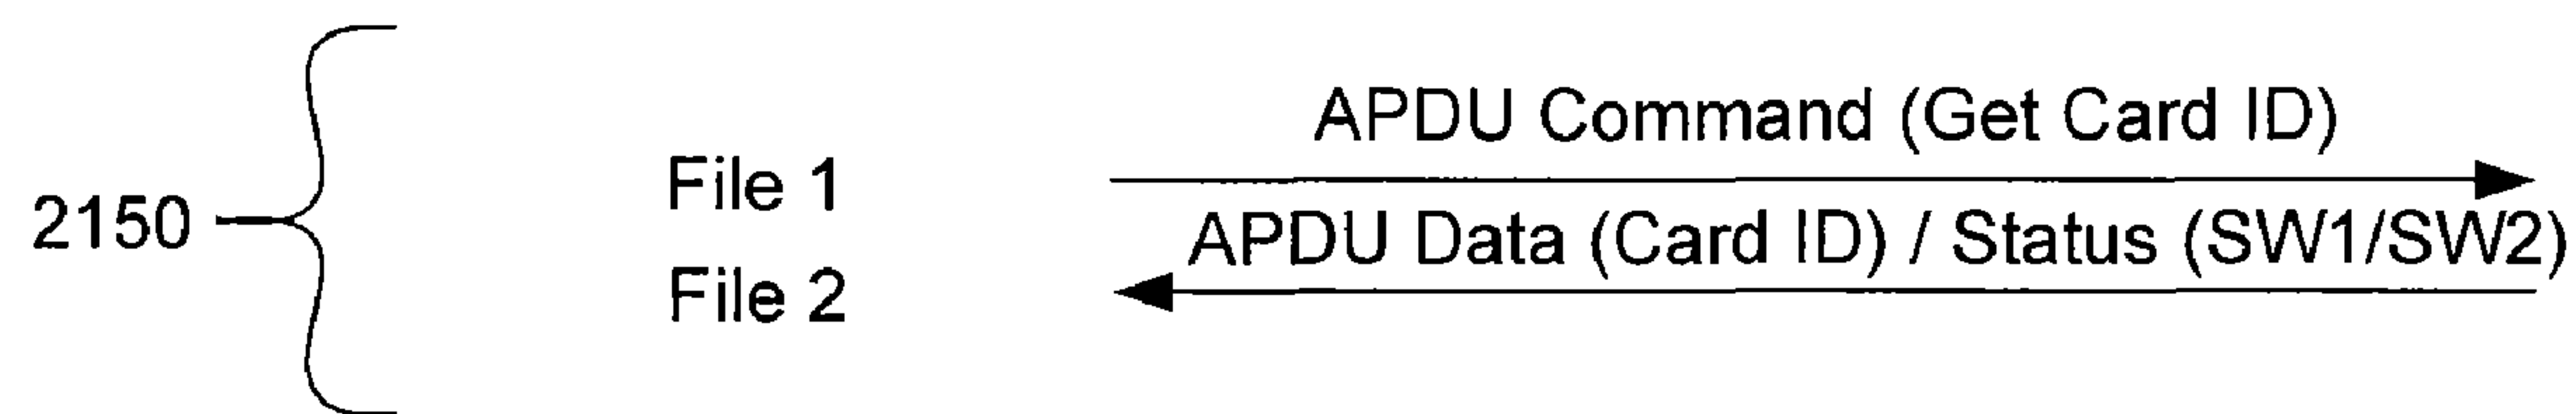 APDU Command (Get Card ID)
File 1
2150
APDU Data (Card ID) / Status (SW1/SW2)
File 2